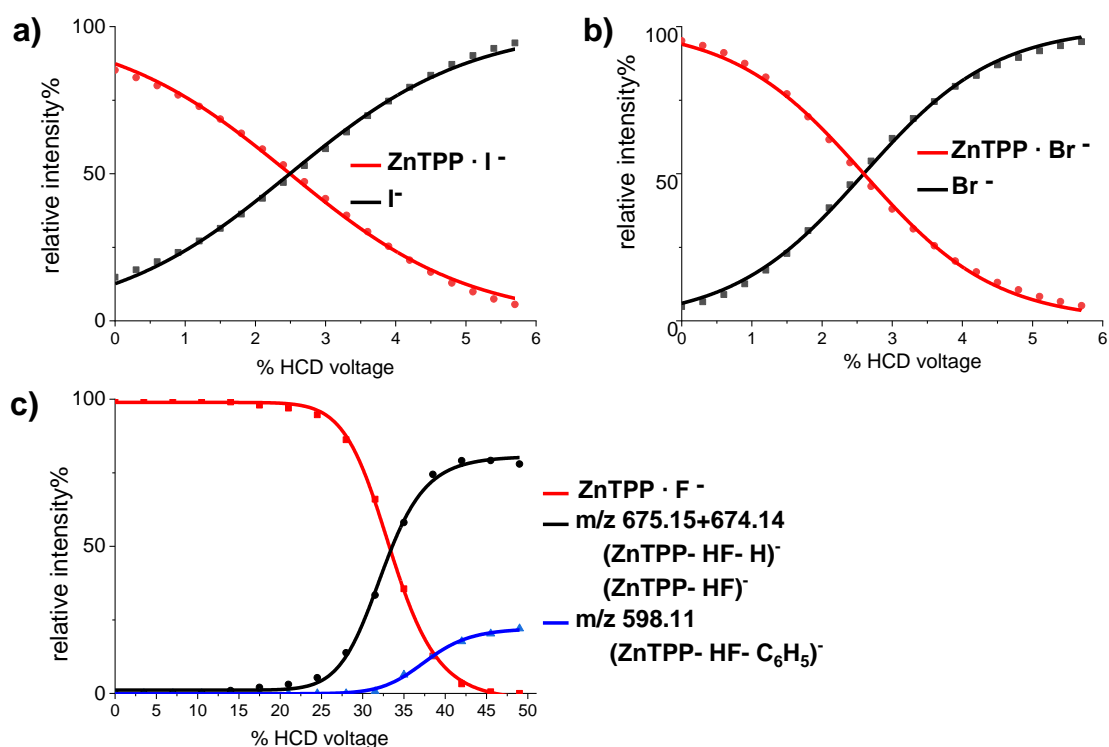 a)
relative intensity%
100
50
0
ZnTPP · I -
I-
0 1 2 3 4 5 6
% HCD voltage
b)
relative intensity%
100
50
0
ZnTPP · Br -
Br -
0 1 2 3 4 5 6
% HCD voltage
c)
relative intensity%
100
50
0
0 5 10 15 20 25 30 35 40 45 50
% HCD voltage
ZnTPP · F -
m/z 675.15+674.14
(ZnTPP- HF- H)-
(ZnTPP- HF)-
m/z 598.11
(ZnTPP- HF- C6H5)-